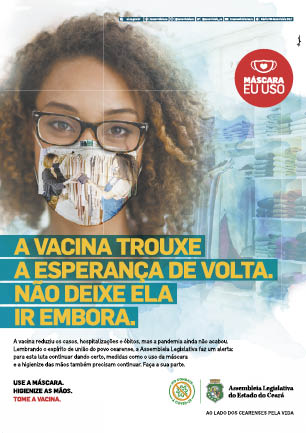 MÁSCARA
EU USO
A VACINA TROUXE
A ESPERANÇA DE VOLTA.
NÃO DEIXE ELA
IR EMBORA.
A vacina reduziu os casos, hospitalizações e óbitos, mas a pandemia ainda não acabou.
Lembrando o espírito de união do povo cearense, a Assembleia Legislativa faz um alerta:
para esta luta continuar dando certo, medidas como o uso da máscara
e a higiene das mãos também precisam continuar. Faça a sua parte.
USE A MÁSCARA.
HIGIENIZE AS MÃOS.
TOME A VACINA.
Assembleia Legislativa
do Estado do Ceará
AO LADO DOS CEARENSES PELA VIDA